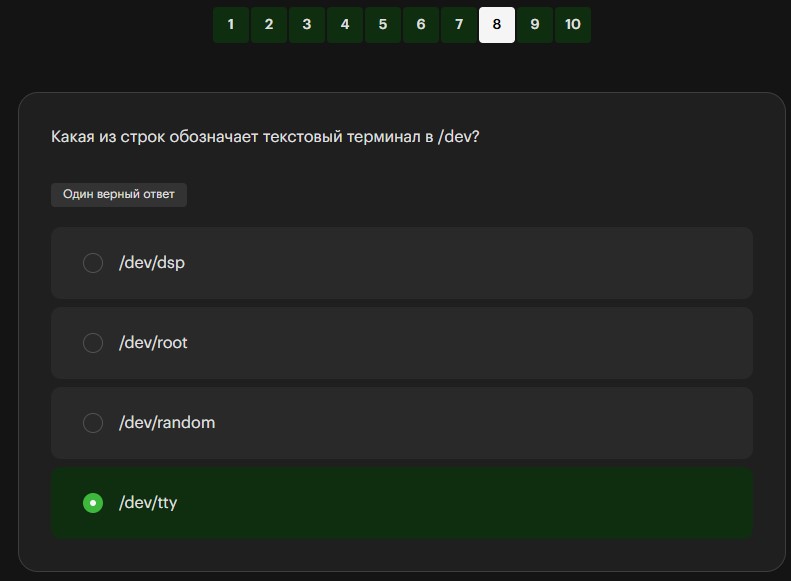 1 2 3 4 5 6 7 8 9 10
Какая из строк обозначает текстовый терминал в /dev?
Один верный ответ
/dev/dsp
/dev/root
/dev/random
/dev/tty